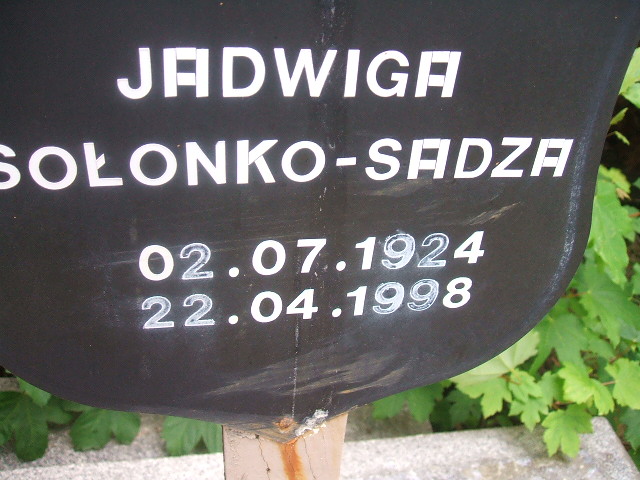 JADWIGA
SOŁONKO-SADZA
02.07.1924
22.04.1998